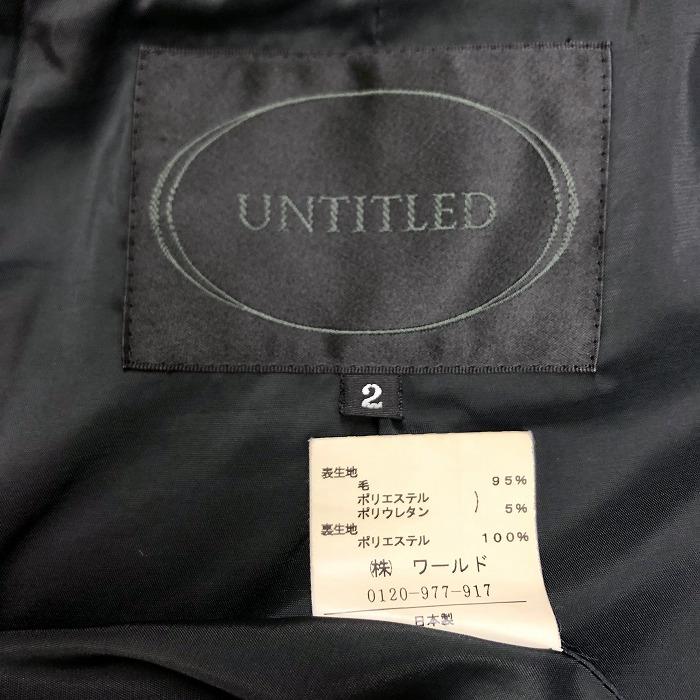 UNTITLED
2
表生地
毛 95%
ポリエステル
ポリウレタン ) 5%
裏生地
ポリエステル 100%
㈱ ワールド
0120-977-917
日本製